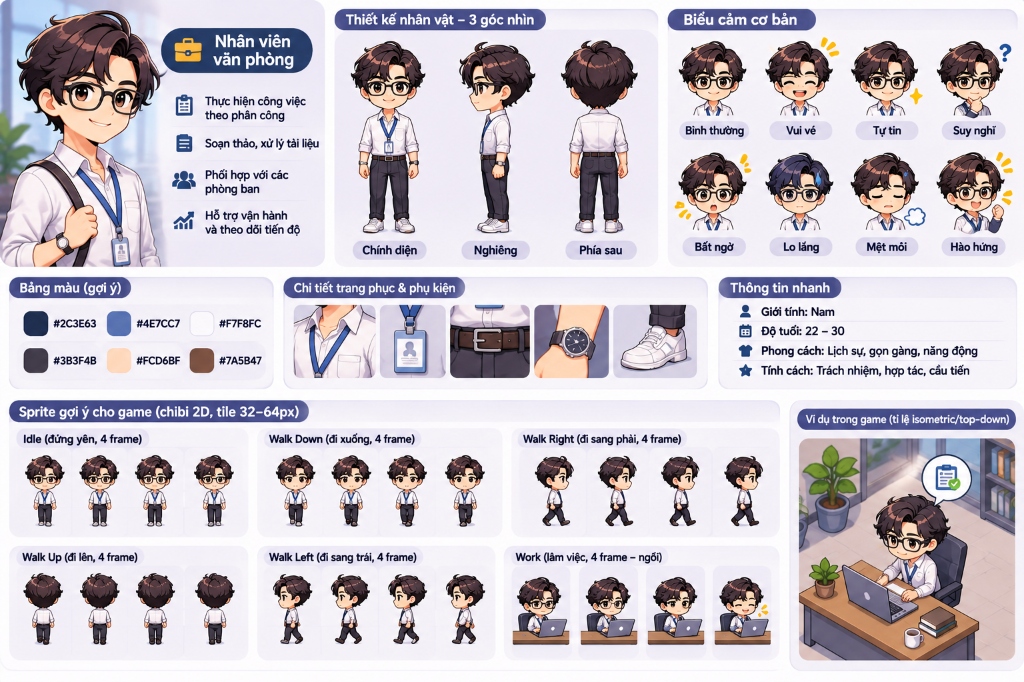 Nhân viên
văn phòng
Thực hiện công việc
theo phân công
Soạn thảo, xử lý tài liệu
Phối hợp với các
phòng ban
Hỗ trợ vận hành
và theo dõi tiến độ
Thiết kế nhân vật – 3 góc nhìn
Chính diện
Nghiêng
Phía sau
Biểu cảm cơ bản
Bình thường
Vui vẻ
Tự tin
Suy nghĩ
Bất ngờ
Lo lắng
Mệt mỏi
Hào hứng
Bảng màu (gợi ý)
#2C3E63
#4E7CC7
#F7F8FC
#3B3F4B
#FCD6BF
#7A5B47
Chi tiết trang phục & phụ kiện
Thông tin nhanh
Giới tính: Nam
Độ tuổi: 22 – 30
Phong cách: Lịch sự, gọn gàng, năng động
Tính cách: Trách nhiệm, hợp tác, cầu tiến
Sprite gợi ý cho game (chibi 2D, tile 32–64px)
Idle (đứng yên, 4 frame)
Walk Down (đi xuống, 4 frame)
Walk Right (đi sang phải, 4 frame)
Walk Up (đi lên, 4 frame)
Walk Left (đi sang trái, 4 frame)
Work (làm việc, 4 frame – ngồi)
Ví dụ trong game (tỉ lệ isometric/top-down)